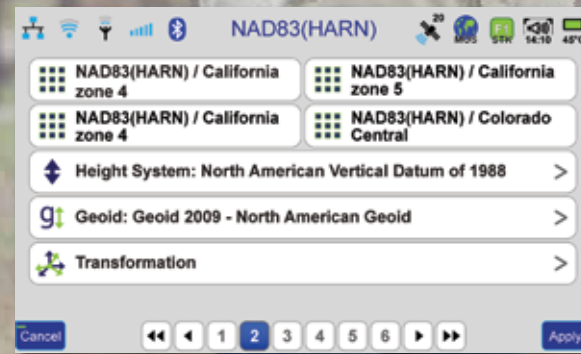 NAD83(HARN)
20
MOS
F1
STK
14:10
45°C
NAD83(HARN) / California
zone 4
NAD83(HARN) / California
zone 5
NAD83(HARN) / California
zone 4
NAD83(HARN) / Colorado
Central
Height System: North American Vertical Datum of 1988
g Geoid: Geoid 2009 - North American Geoid
Transformation
Cancel
1 2 3 4 5 6
Apply